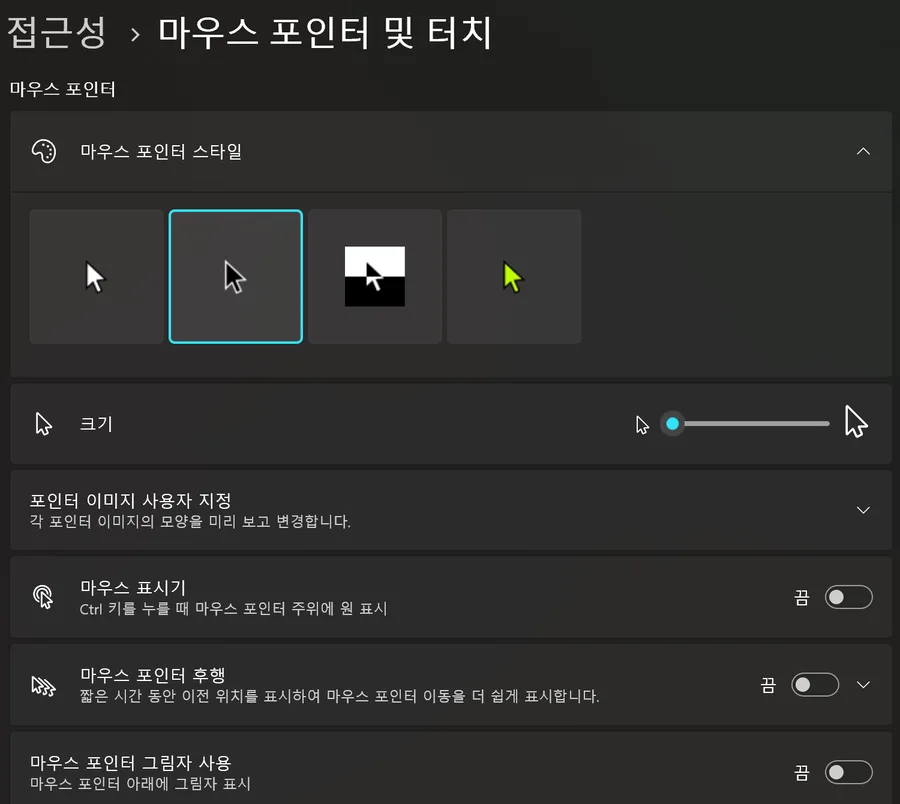 접근성 › 마우스 포인터 및 터치
마우스 포인터
마우스 포인터 스타일
크기
포인터 이미지 사용자 지정
각 포인터 이미지의 모양을 미리 보고 변경합니다.
마우스 표시기
Ctrl 키를 누를 때 마우스 포인터 주위에 원 표시
끔
마우스 포인터 후행
짧은 시간 동안 이전 위치를 표시하여 마우스 포인터 이동을 더 쉽게 표시합니다.
끔
마우스 포인터 그림자 사용
마우스 포인터 아래에 그림자 표시
끔